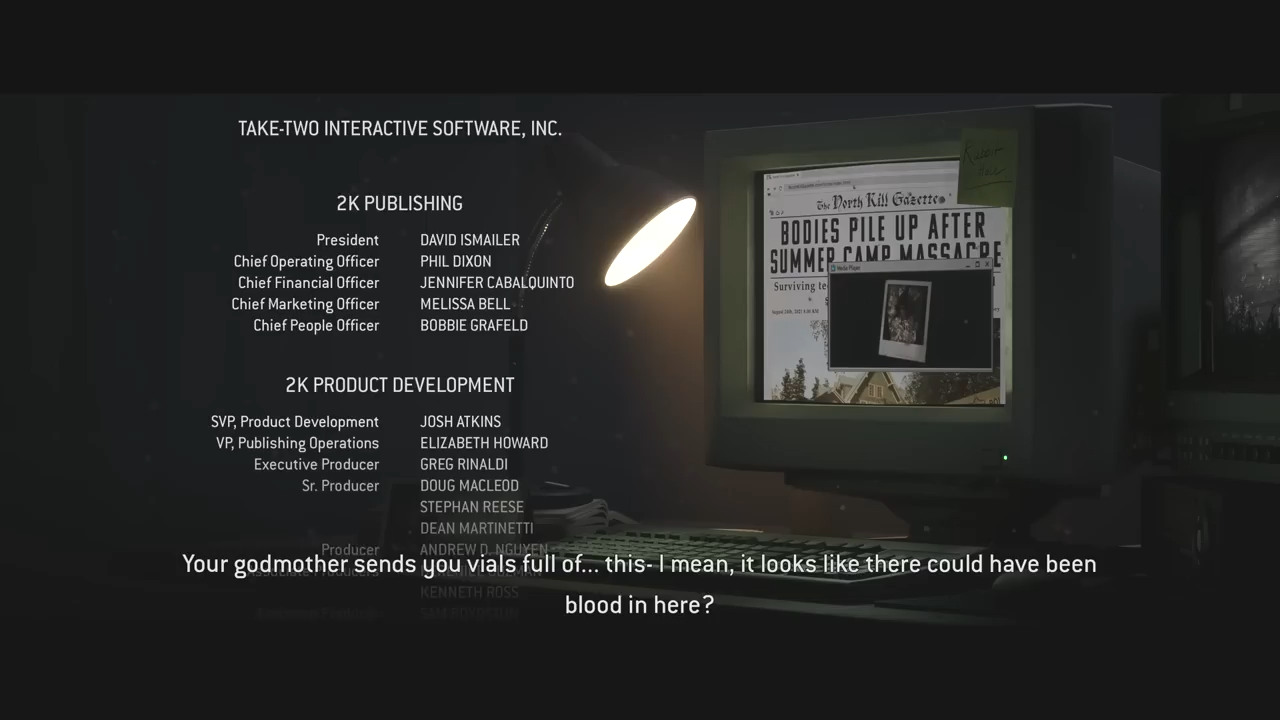 TAKE-TWO INTERACTIVE SOFTWARE, INC.
2K PUBLISHING
President DAVID ISMAILER
Chief Operating Officer PHIL DIXON
Chief Financial Officer JENNIFER CABALQUINTO
Chief Marketing Officer MELISSA BELL
Chief People Officer BOBBIE GRAFELD
2K PRODUCT DEVELOPMENT
SVP, Product Development JOSH ATKINS
VP, Publishing Operations ELIZABETH HOWARD
Executive Producer GREG RINALDI
Sr. Producer DOUG MACLEOD
STEPHAN REESE
DEAN MARTINETTI
Producer ANDREW D. NGUYEN
KENNETH ROSS
Your godmother sends you vials full of... this- I mean, it looks like there could have been
blood in here?
The North Kill Gazette
BODIES PILE UP AFTER
SUMMER CAMP MASSACRE
Media Player
Surviving